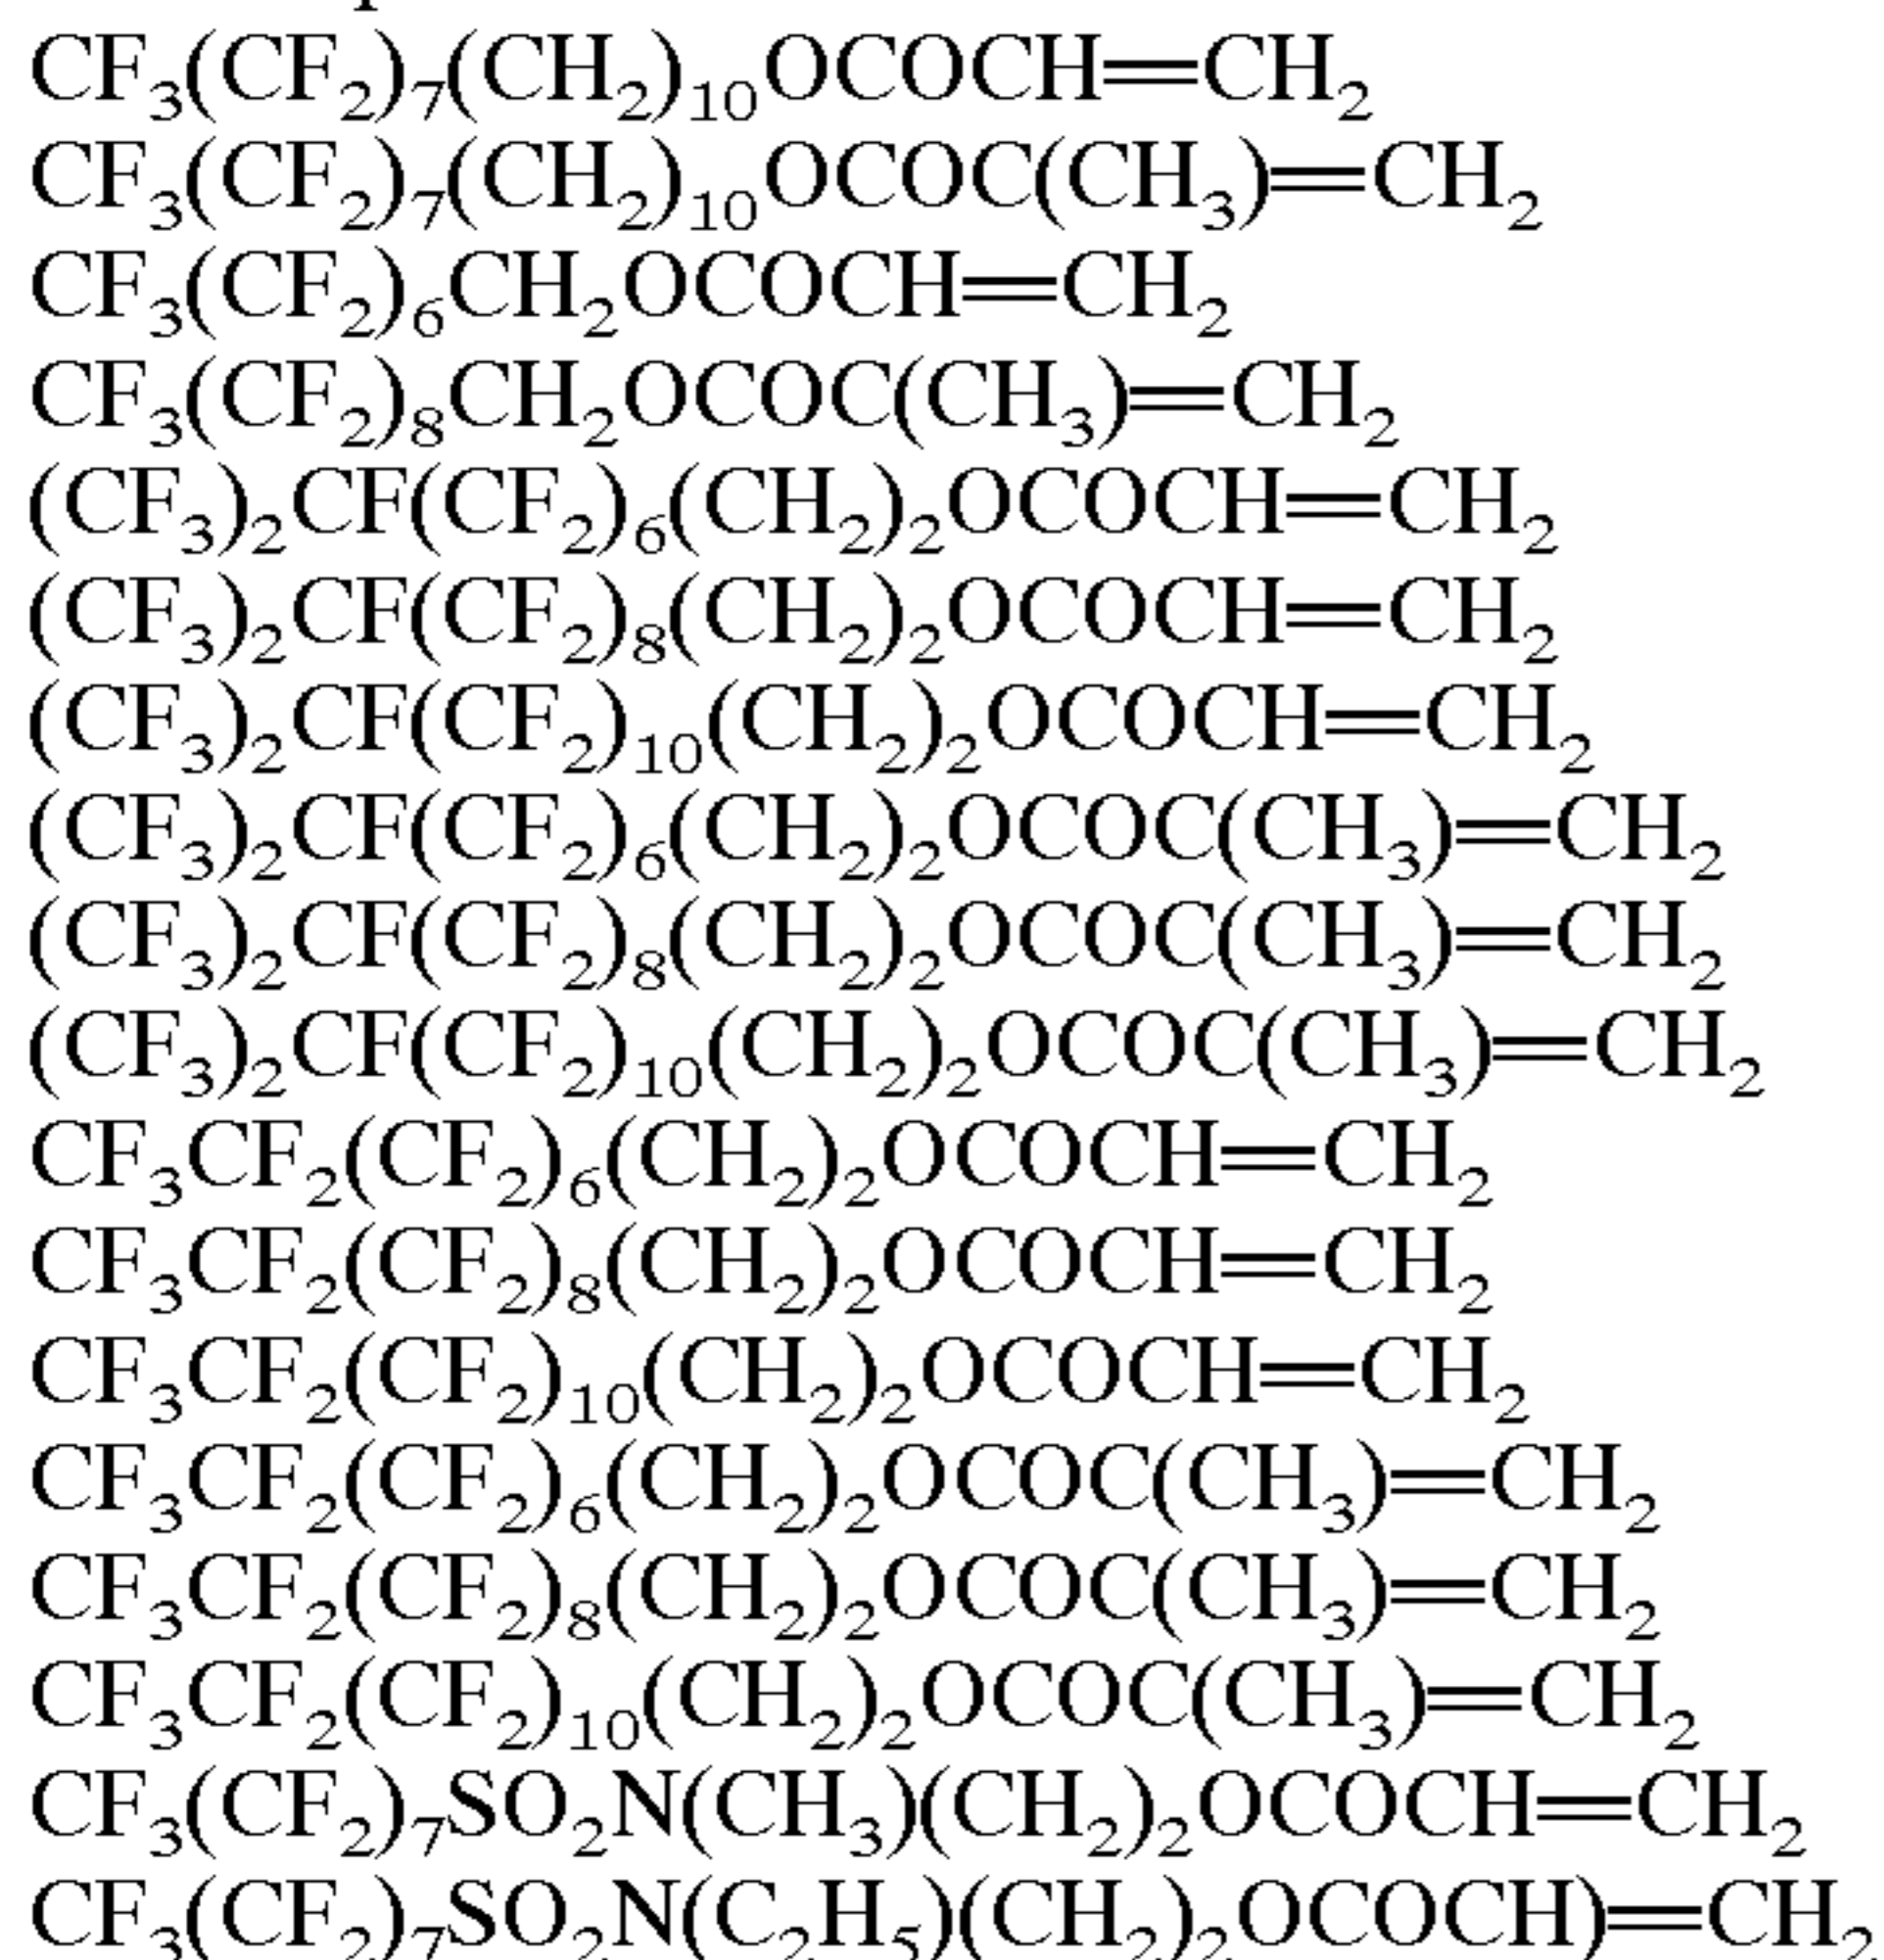 CF₃(CF₂)₇(CH₂)₁₀OCOCH═CH₂
CF₃(CF₂)₇(CH₂)₁₀OCOC(CH₃)═CH₂
CF₃(CF₂)₆CH₂OCOCH═CH₂
CF₃(CF₂)₈CH₂OCOC(CH₃)═CH₂
(CF₃)₂CF(CF₂)₆(CH₂)₂OCOCH═CH₂
(CF₃)₂CF(CF₂)₈(CH₂)₂OCOCH═CH₂
(CF₃)₂CF(CF₂)₁₀(CH₂)₂OCOCH═CH₂
(CF₃)₂CF(CF₂)₆(CH₂)₂OCOC(CH₃)═CH₂
(CF₃)₂CF(CF₂)₈(CH₂)₂OCOC(CH₃)═CH₂
(CF₃)₂CF(CF₂)₁₀(CH₂)₂OCOC(CH₃)═CH₂
CF₃CF₂(CF₂)₆(CH₂)₂OCOCH═CH₂
CF₃CF₂(CF₂)₈(CH₂)₂OCOCH═CH₂
CF₃CF₂(CF₂)₁₀(CH₂)₂OCOCH═CH₂
CF₃CF₂(CF₂)₆(CH₂)₂OCOC(CH₃)═CH₂
CF₃CF₂(CF₂)₈(CH₂)₂OCOC(CH₃)═CH₂
CF₃CF₂(CF₂)₁₀(CH₂)₂OCOC(CH₃)═CH₂
CF₃(CF₂)₇SO₂N(CH₃)(CH₂)₂OCOCH═CH₂
CF₃(CF₂)₇SO₂N(C₂H₅)(CH₂)₂OCOCH)═CH₂